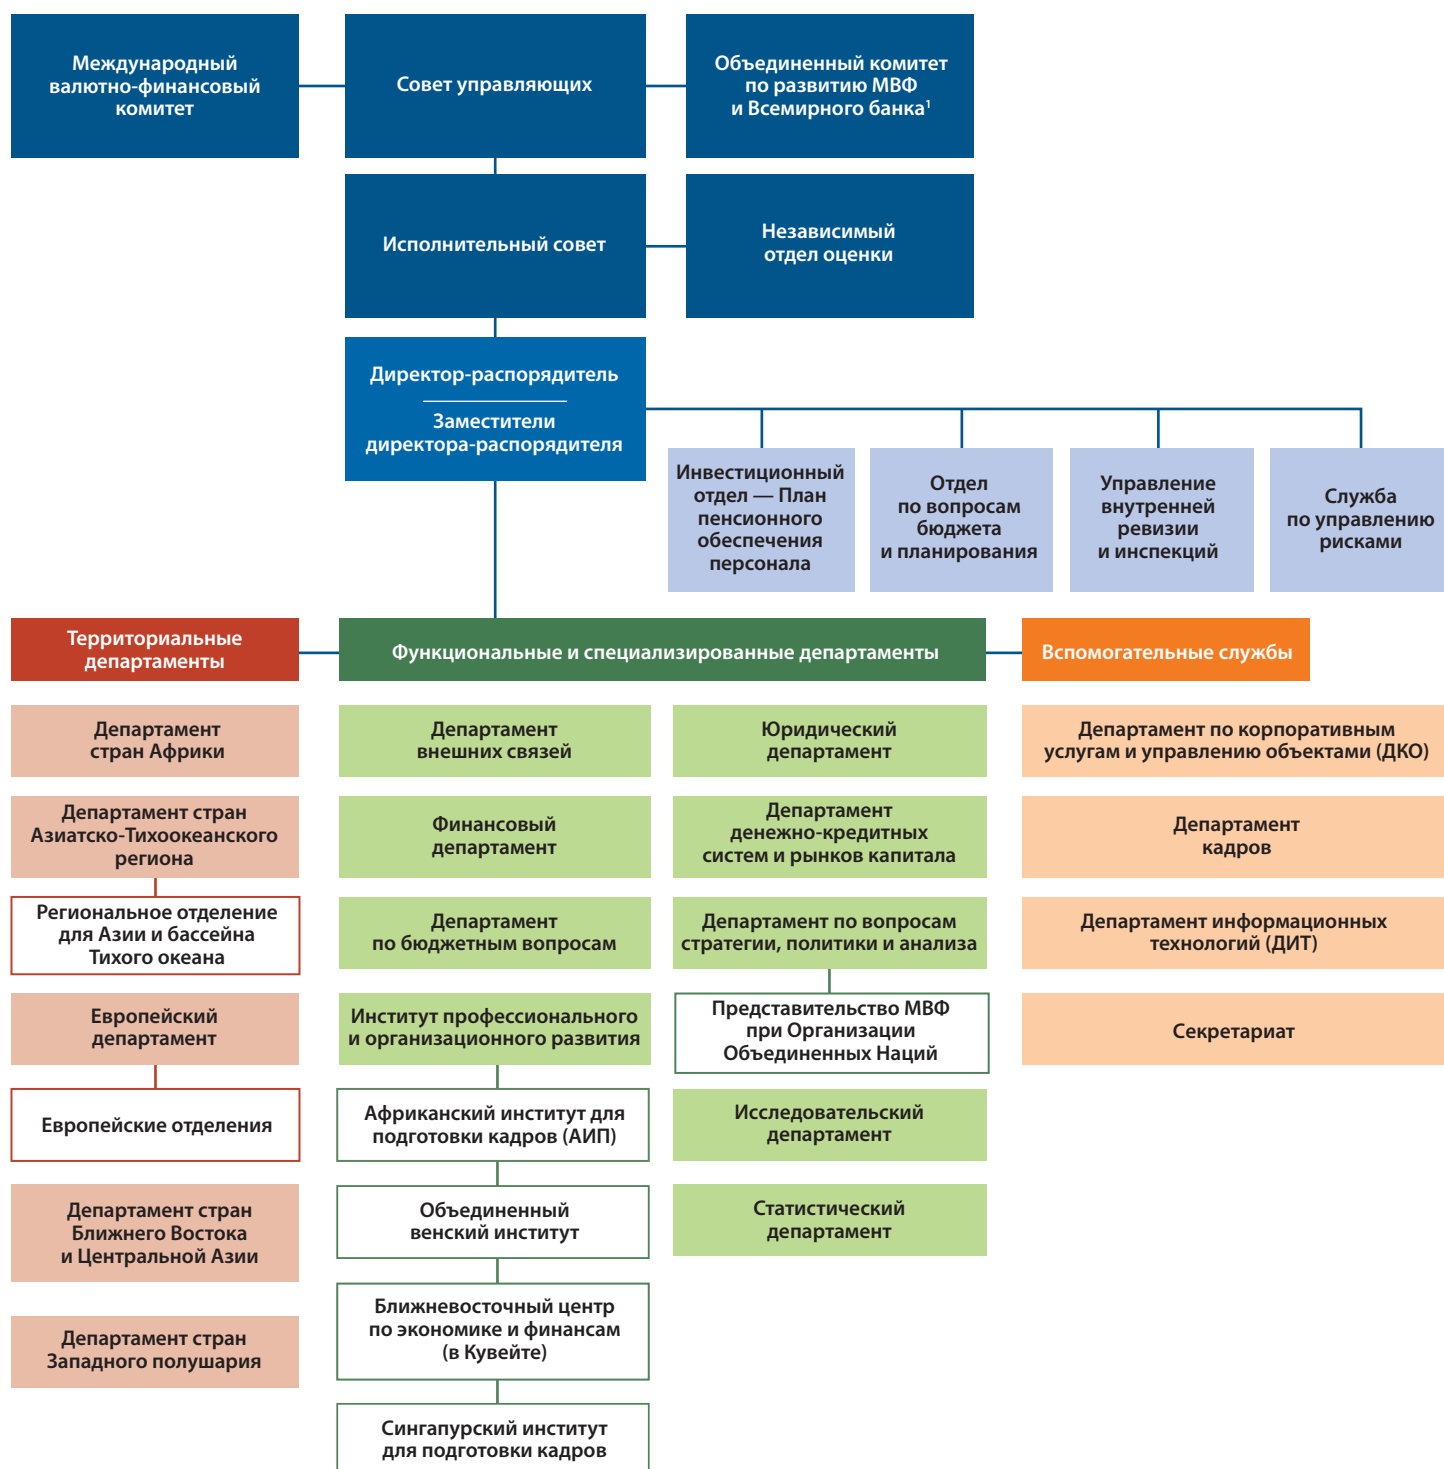 Международный
валютно-финансовый
комитет
Совет управляющих
Объединенный комитет
по развитию МВФ
и Всемирного банка¹
Исполнительный совет
Независимый
отдел оценки
Директор-распорядитель
Заместители
директора-распорядителя
Инвестиционный
отдел — План
пенсионного
обеспечения
персонала
Отдел
по вопросам
бюджета
и планирования
Управление
внутренней
ревизии
и инспекций
Служба
по управлению
рисками
Территориальные
департаменты
Функциональные и специализированные департаменты
Вспомогательные службы
Департамент
стран Африки
Департамент стран
Азиатско-Тихоокеанского
региона
Региональное отделение
для Азии и бассейна
Тихого океана
Европейский
департамент
Европейские отделения
Департамент стран
Ближнего Востока
и Центральной Азии
Департамент стран
Западного полушария
Департамент
внешних связей
Финансовый
департамент
Департамент
по бюджетным вопросам
Институт профессионального
и организационного развития
Африканский институт для
подготовки кадров (АИП)
Объединенный
венский институт
Ближневосточный центр
по экономике и финансам
(в Кувейте)
Сингапурский институт
для подготовки кадров
Юридический
департамент
Департамент
денежно-кредитных
систем и рынков капитала
Департамент по вопросам
стратегии, политики и анализа
Представительство МВФ
при Организации
Объединенных Наций
Исследовательский
департамент
Статистический
департамент
Департамент по корпоративным
услугам и управлению объектами (ДКО)
Департамент
кадров
Департамент информационных
технологий (ДИТ)
Секретариат